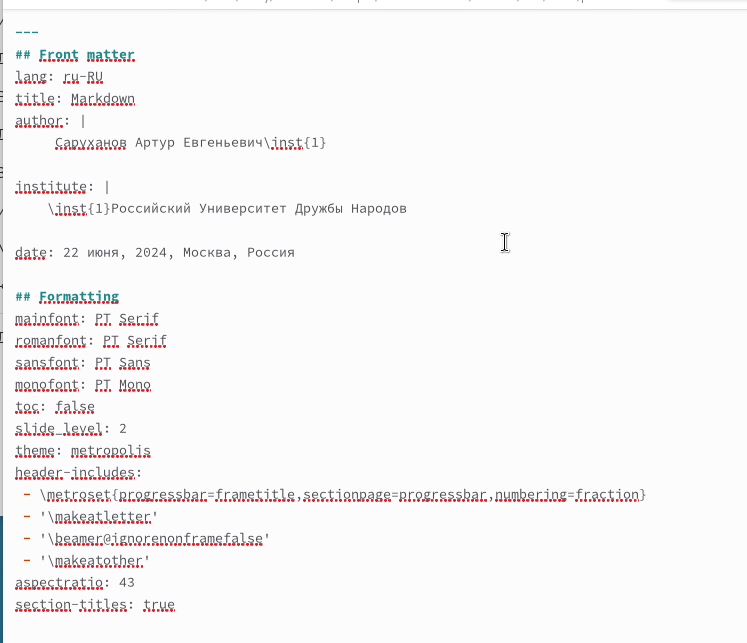 ---
## Front matter
lang: ru-RU
title: Markdown
author: |
Саруханов Артур Евгеньевич\inst{1}
institute: |
\inst{1}Российский Университет Дружбы Народов
date: 22 июня, 2024, Москва, Россия
## Formatting
mainfont: PT Serif
romanfont: PT Serif
sansfont: PT Sans
monofont: PT Mono
toc: false
slide_level: 2
theme: metropolis
header-includes:
- \metroset{progressbar=frametitle,sectionpage=progressbar,numbering=fraction}
- '\makeatletter'
- '\beamer@ignorenonframefalse'
- '\makeatother'
aspectratio: 43
section-titles: true